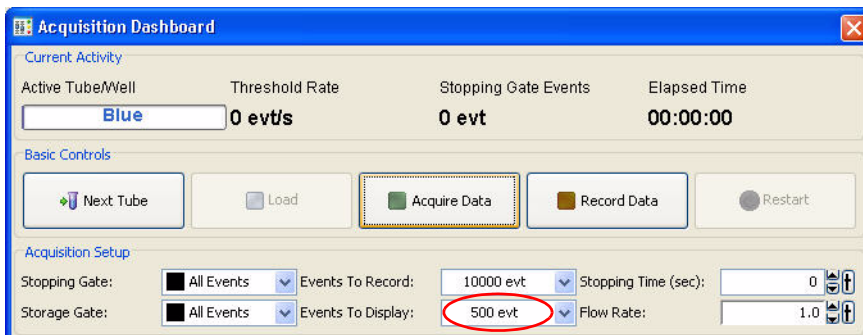 Acquisition Dashboard
Current Activity
Active Tube/Well Threshold Rate Stopping Gate Events Elapsed Time
Blue 0 evt/s 0 evt 00:00:00
Basic Controls
Next Tube Load Acquire Data Record Data Restart
Acquisition Setup
Stopping Gate: All Events Events To Record: 10000 evt Stopping Time (sec): 0
Storage Gate: All Events Events To Display: 500 evt Flow Rate: 1.0